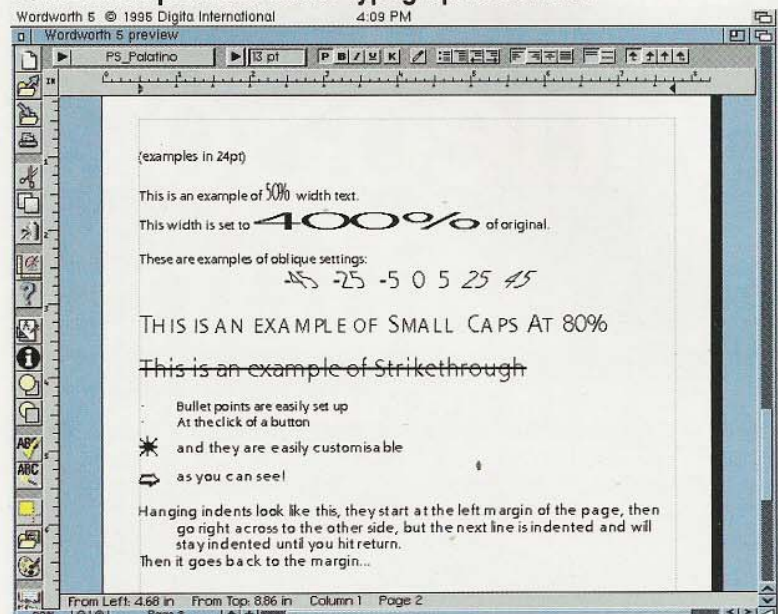 Wordworth 5 © 1995 Digita International 4:09 PM
Wordworth 5 preview
PS_Palatino 13 pt P B I U K
(examples in 24pt)
This is an example of 50% width text.
This width is set to 400% of original.
These are examples of oblique settings:
-45 -25 -5 0 5 25 45
THIS IS AN EXAMPLE OF SMALL CAPS AT 80%
This is an example of Strikethrough
Bullet points are easily set up
At the click of a button
and they are easily customisable
as you can see!
Hanging indents look like this, they start at the left margin of the page, then
go right across to the other side, but the next line is indented and will
stay indented until you hit return.
Then it goes back to the margin...
From Left: 4.68 in From Top: 8.86 in Column 1 Page 2